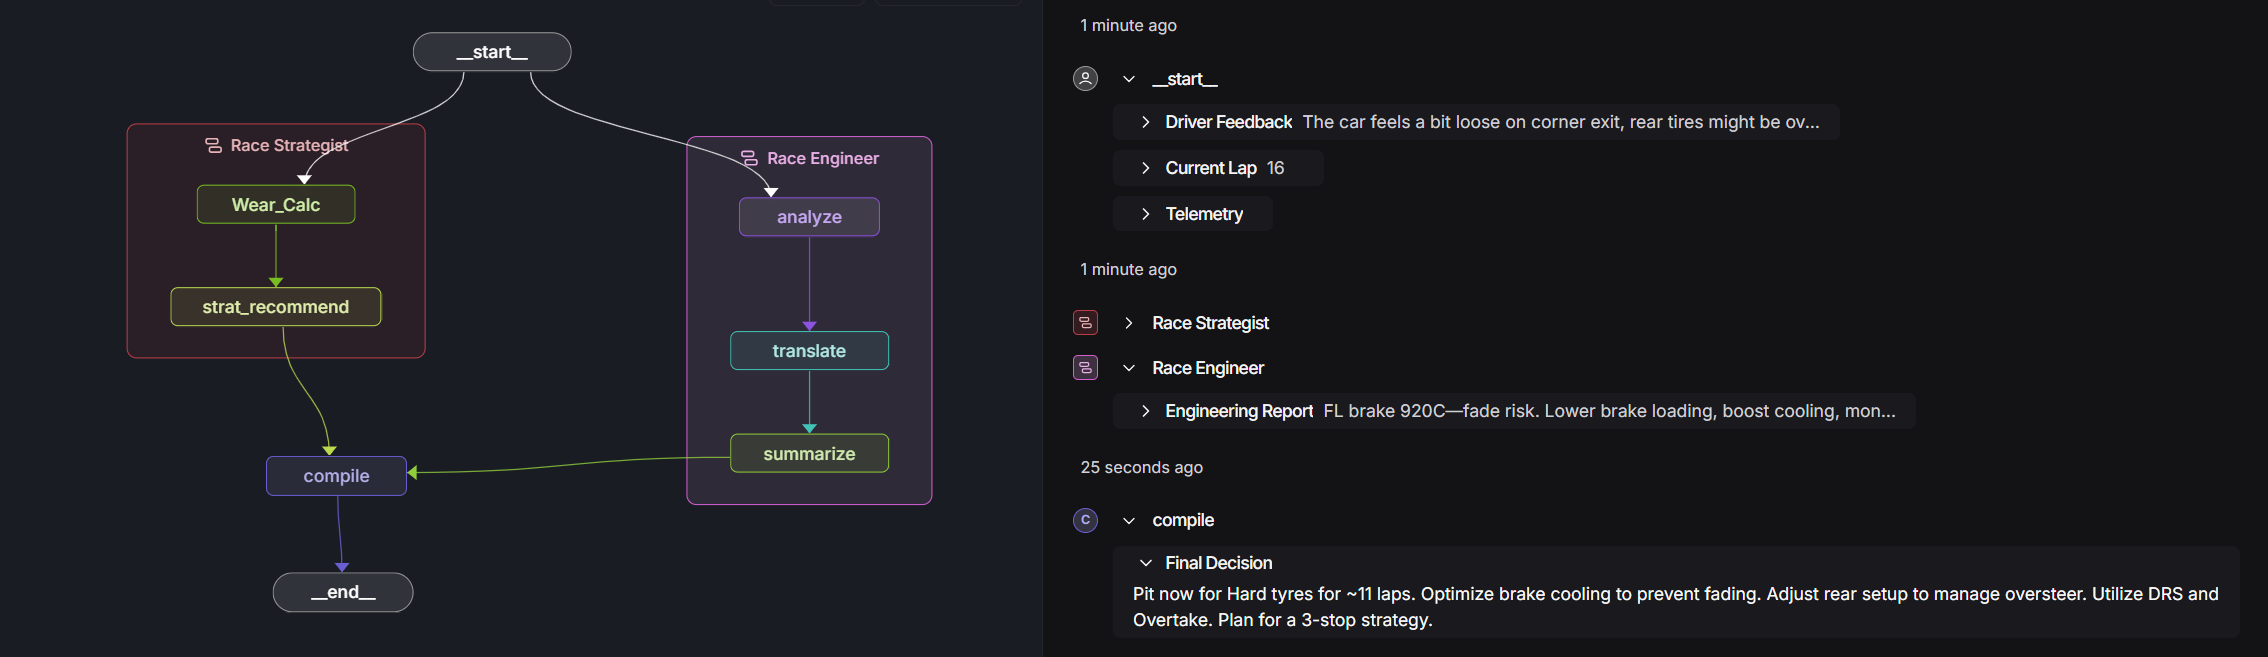 __start__
Race Strategist
Race Engineer
Wear_Calc
analyze
strat_recommend
translate
summarize
compile
__end__
1 minute ago
__start__
Driver Feedback The car feels a bit loose on corner exit, rear tires might be ov...
Current Lap 16
Telemetry
1 minute ago
Race Strategist
Race Engineer
Engineering Report FL brake 920C—fade risk. Lower brake loading, boost cooling, mon...
25 seconds ago
C compile
Final Decision
Pit now for Hard tyres for ~11 laps. Optimize brake cooling to prevent fading. Adjust rear setup to manage oversteer. Utilize DRS and
Overtake. Plan for a 3-stop strategy.